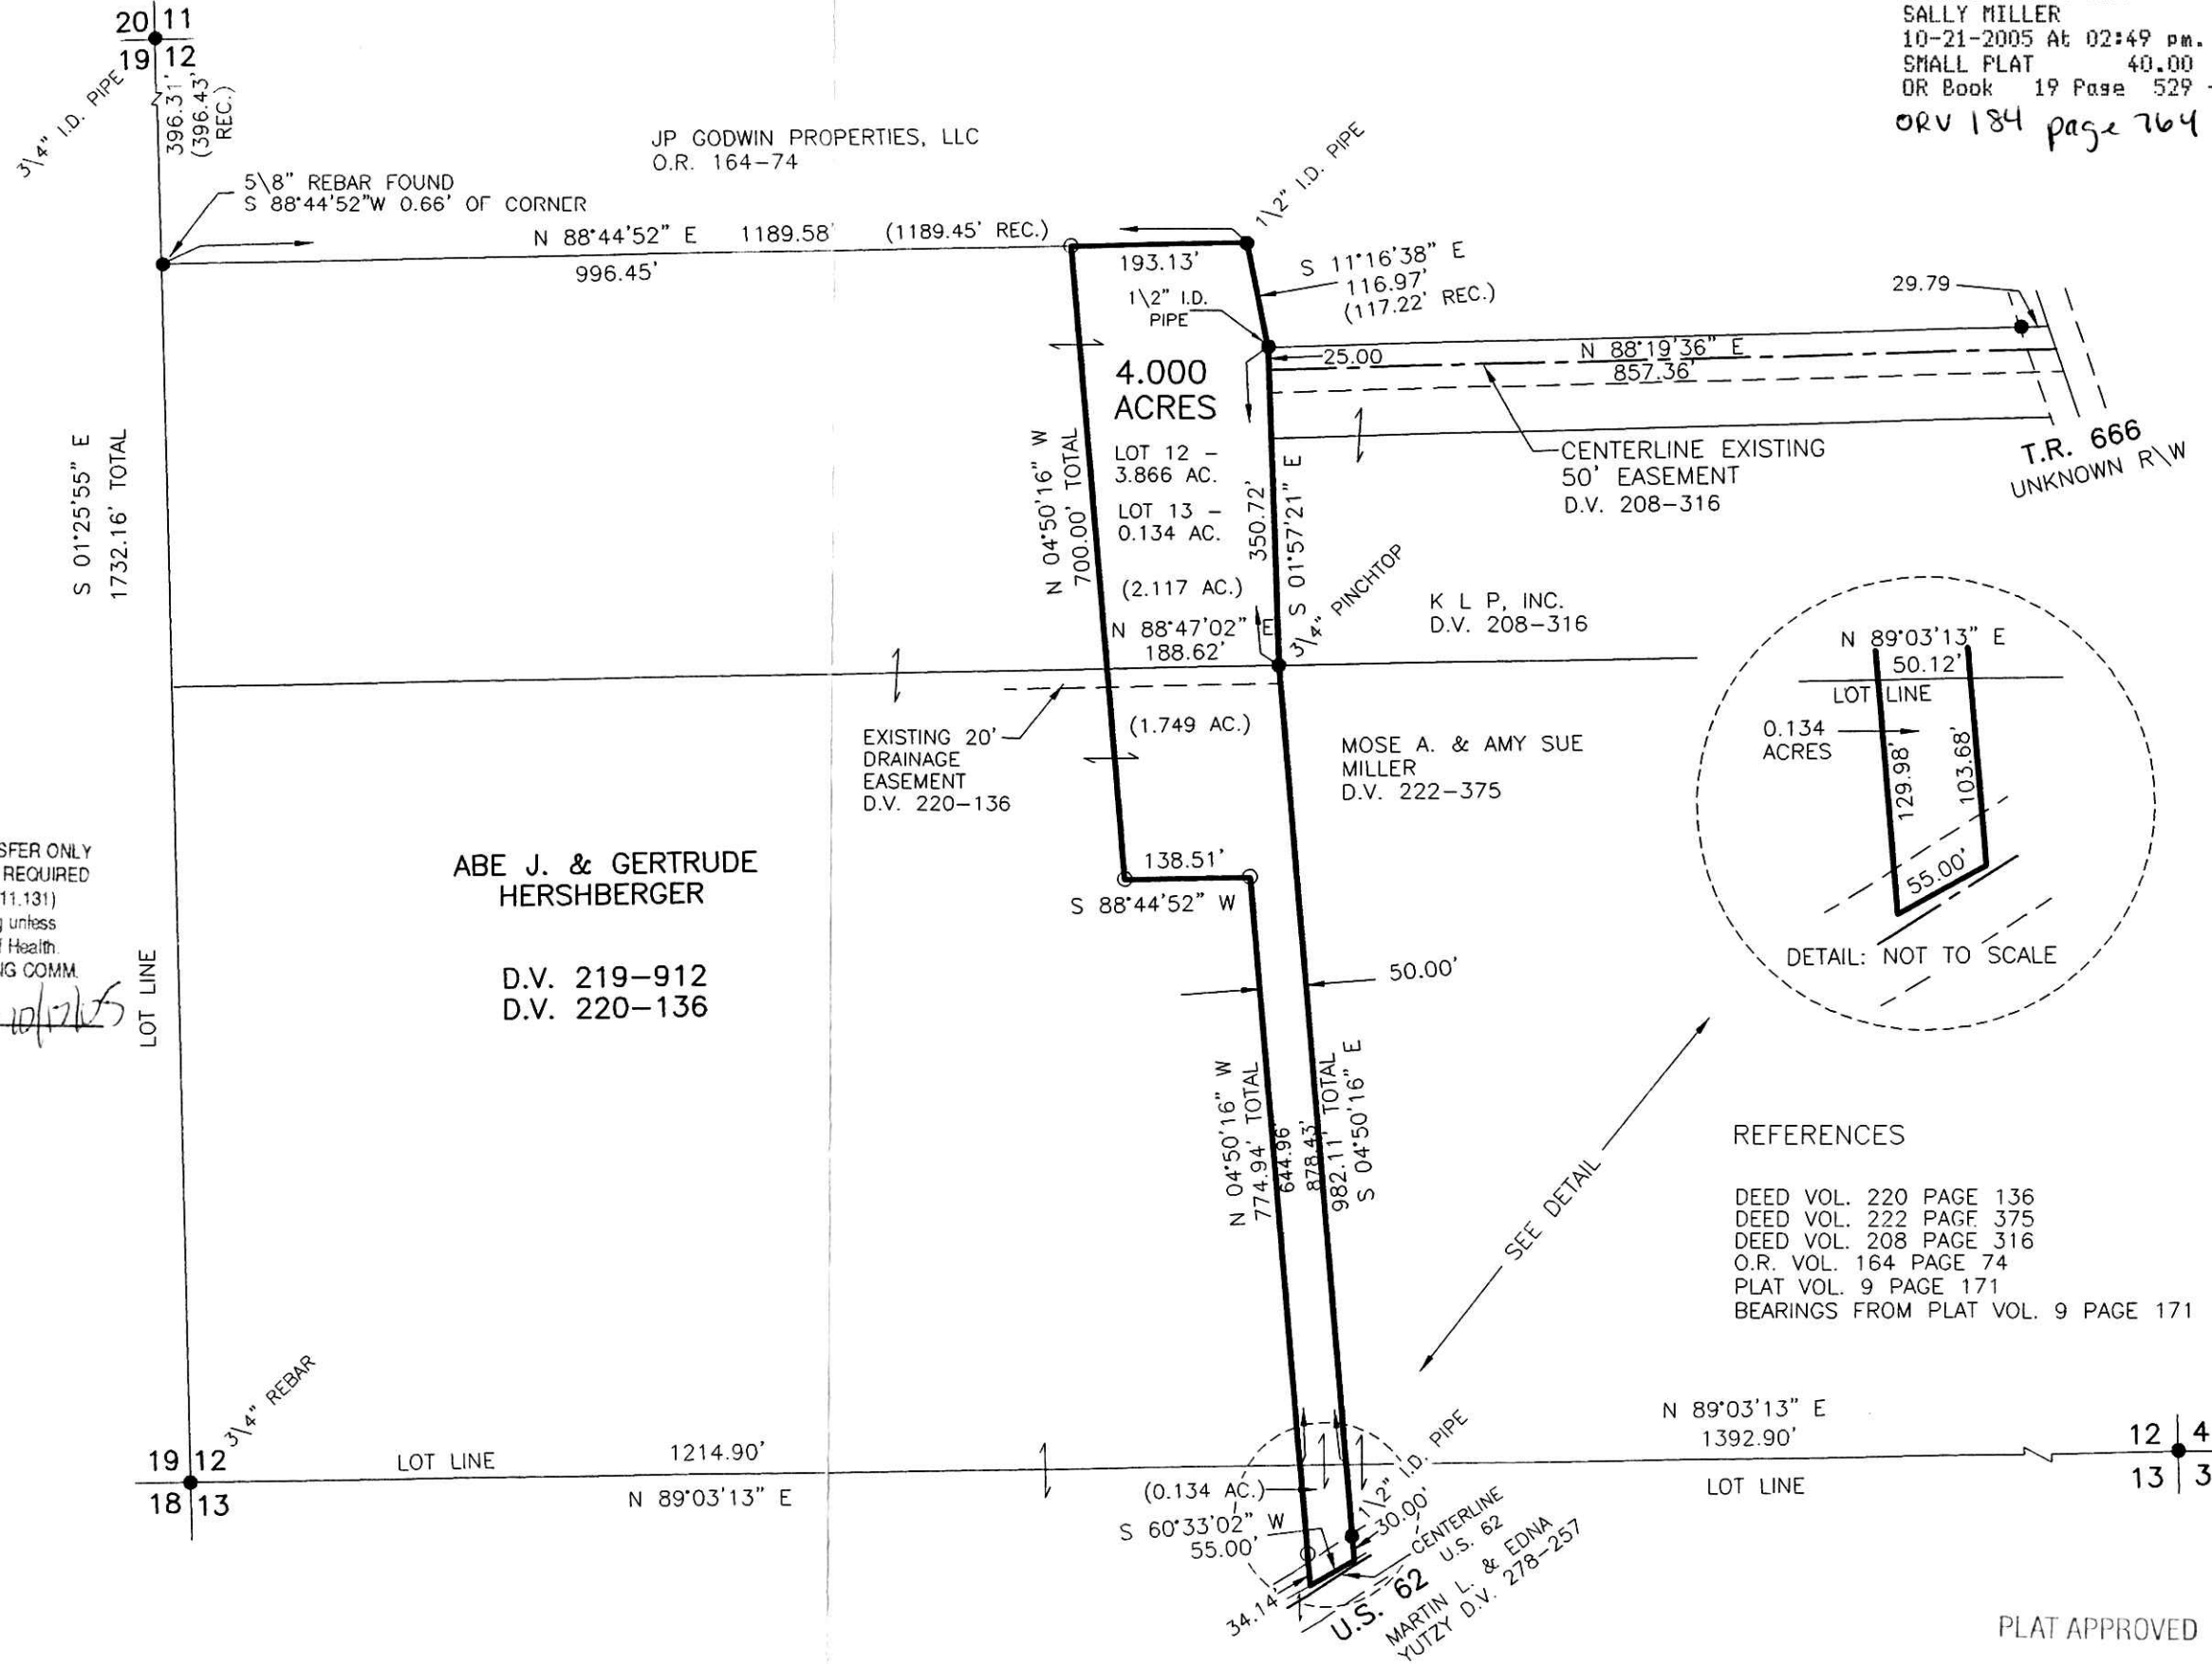 SALLY MILLER
10-21-2005 At 02:49 pm.
SMALL PLAT 40.00
OR Book 19 Page 529 -
ORV 184 page 764
20 11
19 12
3/4" I.D. PIPE
396.31'
(396.43'
REC.)
JP GODWIN PROPERTIES, LLC
O.R. 164-74
5\8" REBAR FOUND
S 88°44'52"W 0.66' OF CORNER
N 88°44'52" E 1189.58' (1189.45' REC.)
996.45'
193.13'
1\2" I.D. PIPE
S 11°16'38" E
116.97'
(117.22' REC.)
1\2" I.D.
PIPE
29.79
25.00
N 88°19'36" E
857.36'
T.R. 666
UNKNOWN R\W
CENTERLINE EXISTING
50' EASEMENT
D.V. 208-316
4.000
ACRES
LOT 12 -
3.866 AC.
LOT 13 -
0.134 AC.
(2.117 AC.)
N 88°47'02" E
188.62'
N 04°50'16" W
700.00' TOTAL
350.72'
S 01°57'21" E
3/4" PINCHTOP
S 01°25'55" E
1732.16' TOTAL
K L P, INC.
D.V. 208-316
N 89°03'13" E
50.12'
LOT LINE
0.134
ACRES
129.98'
103.68'
55.00'
DETAIL: NOT TO SCALE
EXISTING 20'
DRAINAGE
EASEMENT
D.V. 220-136
(1.749 AC.)
MOSE A. & AMY SUE
MILLER
D.V. 222-375
SFER ONLY
REQUIRED
11.131)
g unless
f Health.
NG COMM.
10/17/05
LOT LINE
ABE J. & GERTRUDE
HERSHBERGER
D.V. 219-912
D.V. 220-136
138.51'
S 88°44'52" W
50.00'
N 04°50'16" W
774.94' TOTAL
644.96'
878.43'
982.11' TOTAL
S 04°50'16" E
SEE DETAIL
REFERENCES
DEED VOL. 220 PAGE 136
DEED VOL. 222 PAGE 375
DEED VOL. 208 PAGE 316
O.R. VOL. 164 PAGE 74
PLAT VOL. 9 PAGE 171
BEARINGS FROM PLAT VOL. 9 PAGE 171
3\4" REBAR
19 12
18 13
LOT LINE
1214.90'
N 89°03'13" E
N 89°03'13" E
1392.90'
LOT LINE
12 4
13 3
(0.134 AC.)
S 60°33'02" W
55.00'
1\2" I.D. PIPE
30.00'
CENTERLINE
U.S. 62
34.14'
U.S. 62
MARTIN L. & EDNA
YUTZY D.V. 278-257
PLAT APPROVED